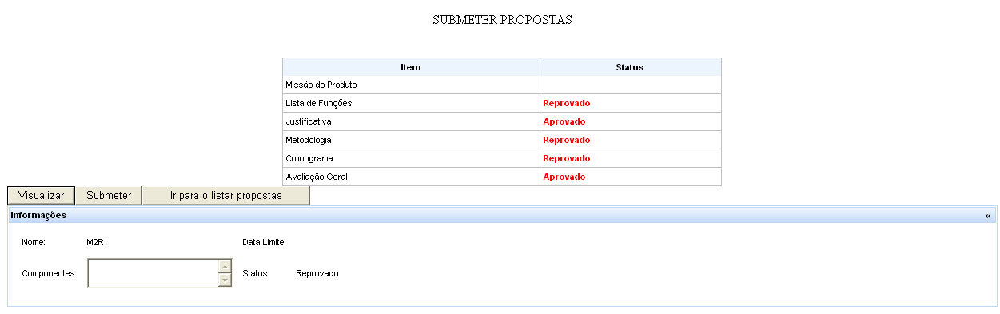 SUBMETER PROPOSTAS
Item Status
Missão do Produto
Lista de Funções Reprovado
Justificativa Aprovado
Metodologia Reprovado
Cronograma Reprovado
Avaliação Geral Aprovado
Visualizar Submeter Ir para o listar propostas
Informações «
Nome: M2R Data Limite:
Componentes: Status: Reprovado